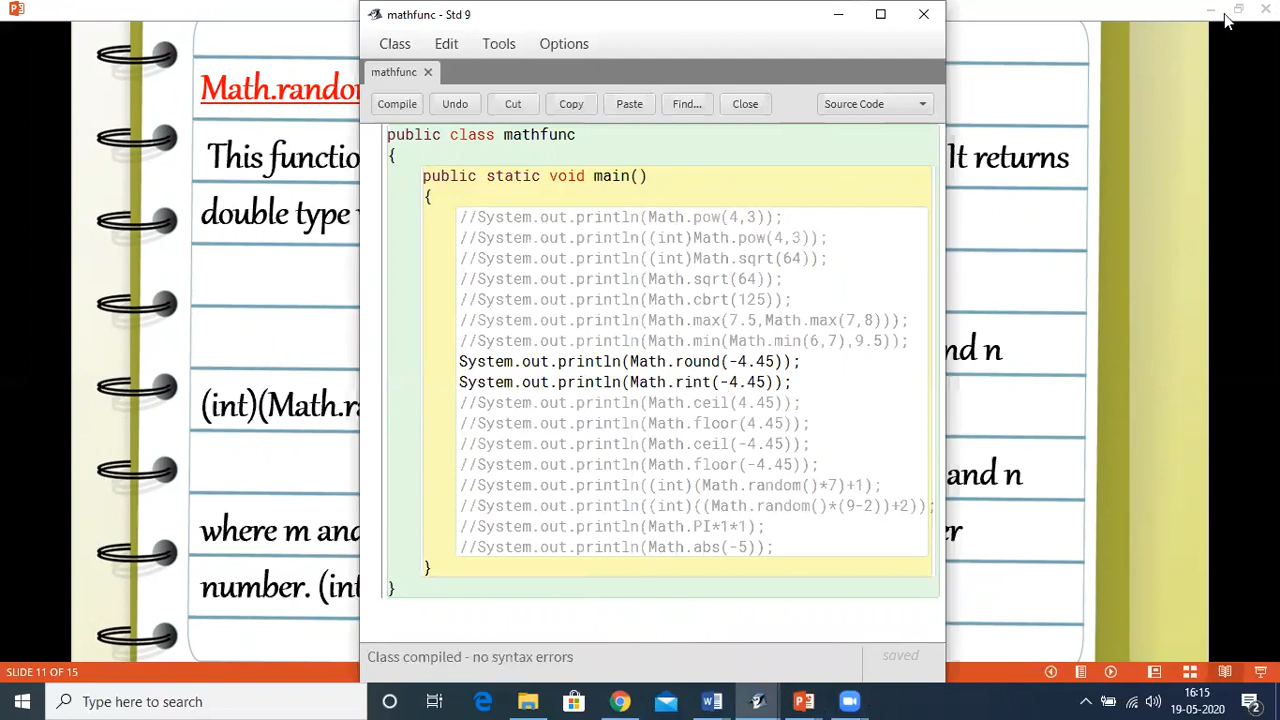 mathfunc - Std 9
Class Edit Tools Options
mathfunc
Compile Undo Cut Copy Paste Find... Close Source Code
public class mathfunc
{
public static void main()
{
//System.out.println(Math.pow(4,3));
//System.out.println((int)Math.pow(4,3));
//System.out.println((int)Math.sqrt(64));
//System.out.println(Math.sqrt(64));
//System.out.println(Math.cbrt(125));
//System.out.println(Math.max(7.5,Math.max(7,8)));
//System.out.println(Math.min(Math.min(6,7),9.5));
System.out.println(Math.round(-4.45));
System.out.println(Math.rint(-4.45));
//System.out.println(Math.ceil(4.45));
//System.out.println(Math.floor(4.45));
//System.out.println(Math.ceil(-4.45));
//System.out.println(Math.floor(-4.45));
//System.out.println((int)(Math.random()*7)+1);
//System.out.println((int)((Math.random()*(9-2))+2));
//System.out.println(Math.PI*1*1);
//System.out.println(Math.abs(-5));
}
}
Class compiled - no syntax errors
saved
Math.rando
This functio
It returns
double type
nd n
(int)(Math.ra
and n
where m and
er
number. (int
SLIDE 11 OF 15
Type here to search
16:15
19-05-2020
2